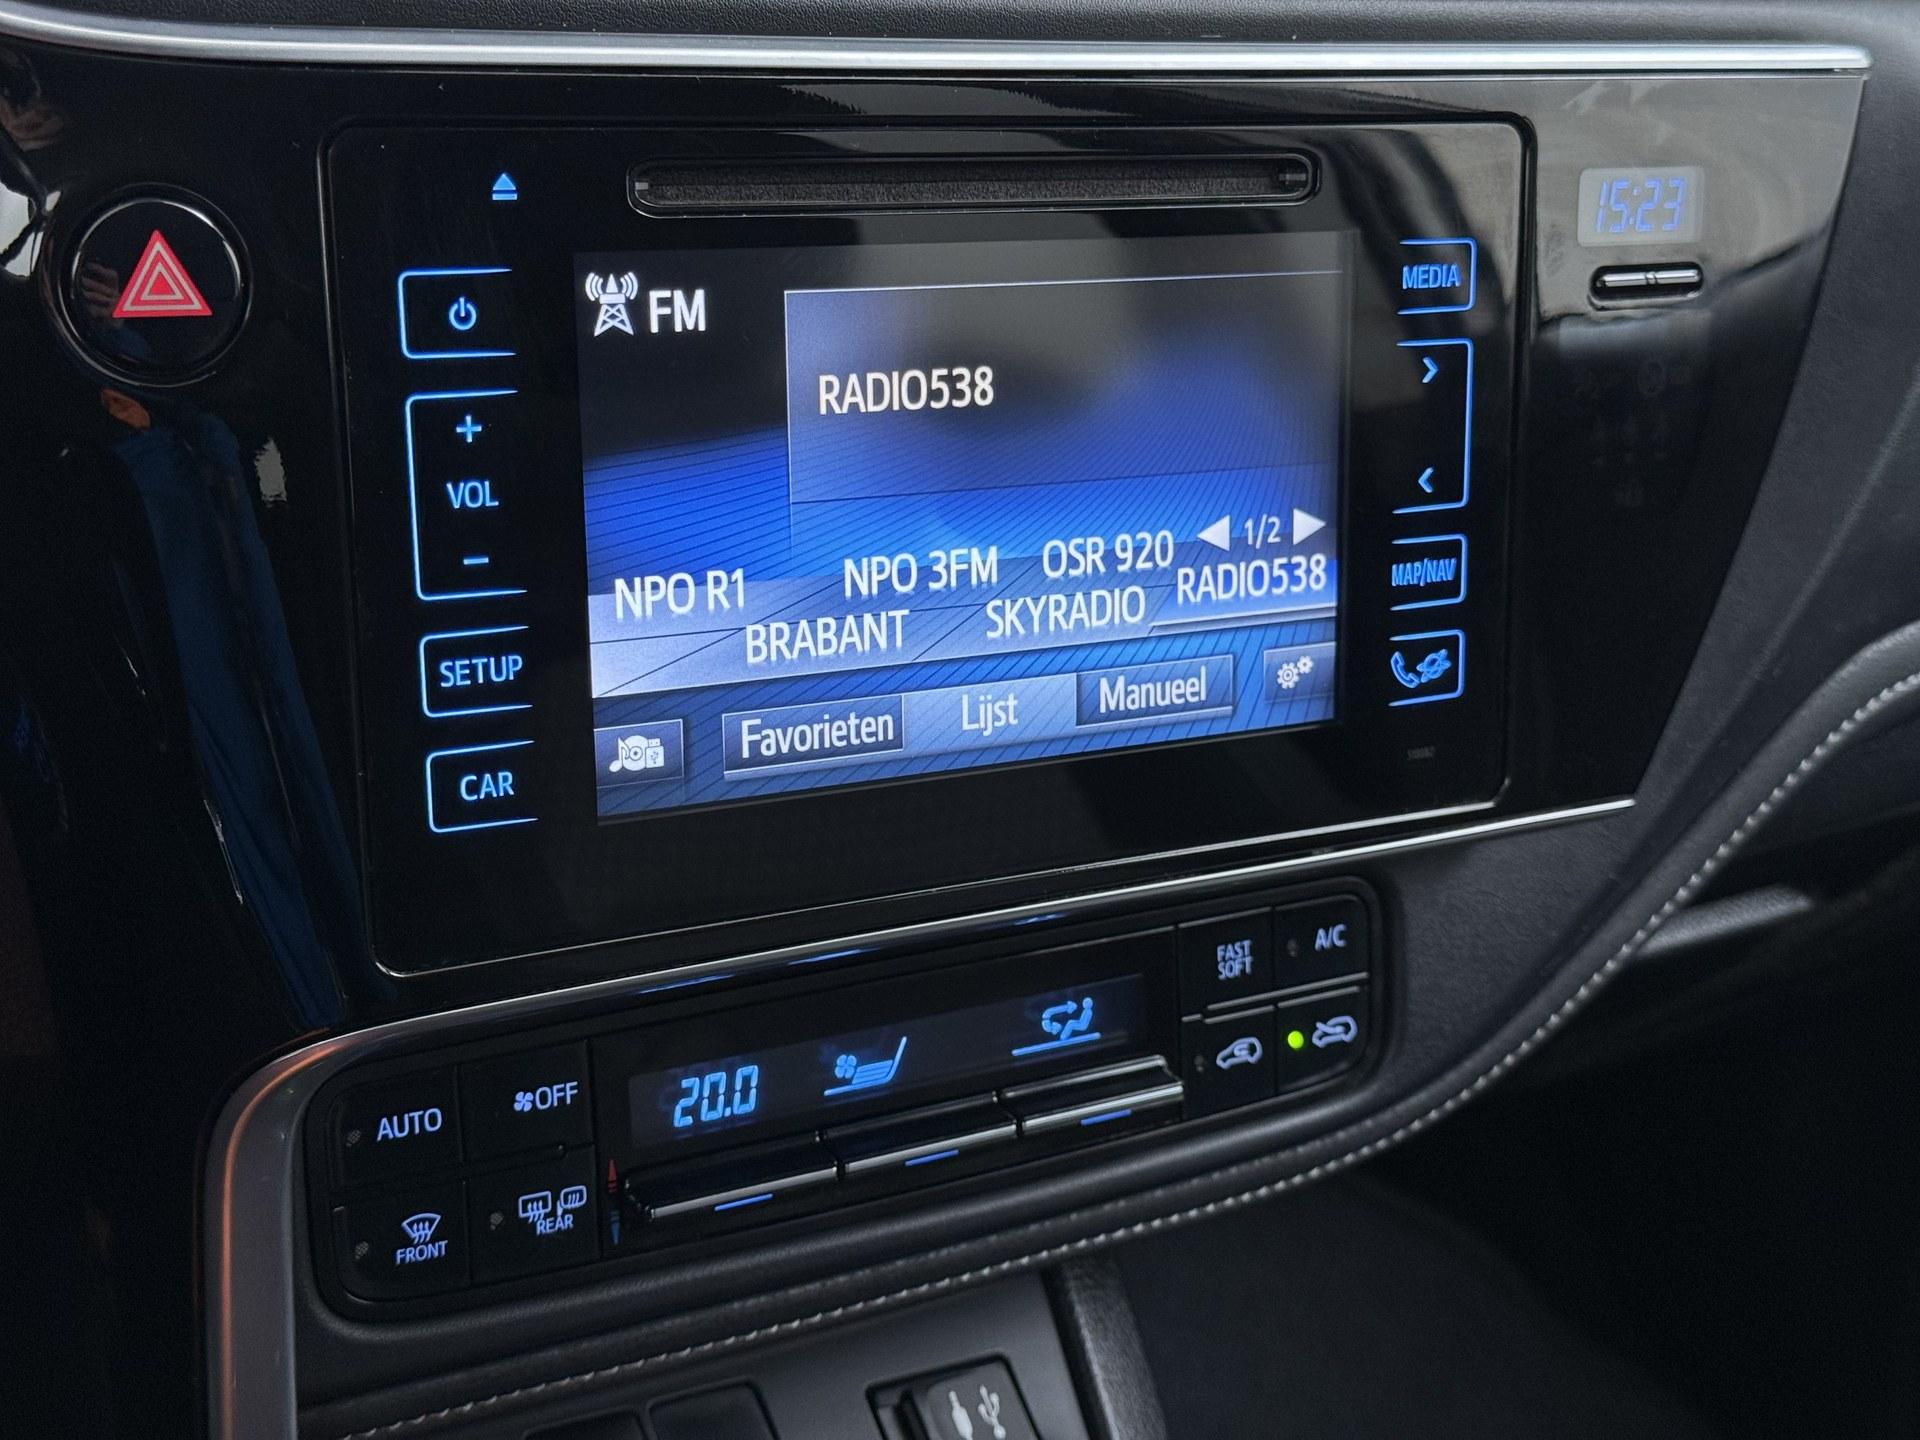 15:23
FM
MEDIA
RADIO538
VOL
1/2
NPO R1
NPO 3FM
OSR 920
BRABANT
SKYRADIO
RADIO538
MAP/NAV
SETUP
Favorieten
Lijst
Manueel
CAR
FAST
SOFT
A/C
AUTO
OFF
20.0
FRONT
REAR